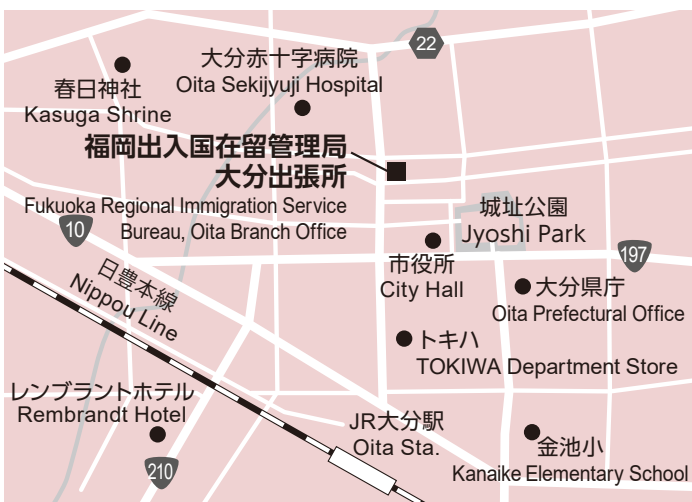 22
大分赤十字病院
Oita Sekijyuji Hospital
春日神社
Kasuga Shrine
福岡出入国在留管理局
大分出張所
Fukuoka Regional Immigration Service
Bureau, Oita Branch Office
城址公園
Jyoshi Park
10
市役所
City Hall
197
日豊本線
Nippou Line
大分県庁
Oita Prefectural Office
トキハ
TOKIWA Department Store
レンブラントホテル
Rembrandt Hotel
JR大分駅
Oita Sta.
金池小
Kanaike Elementary School
210